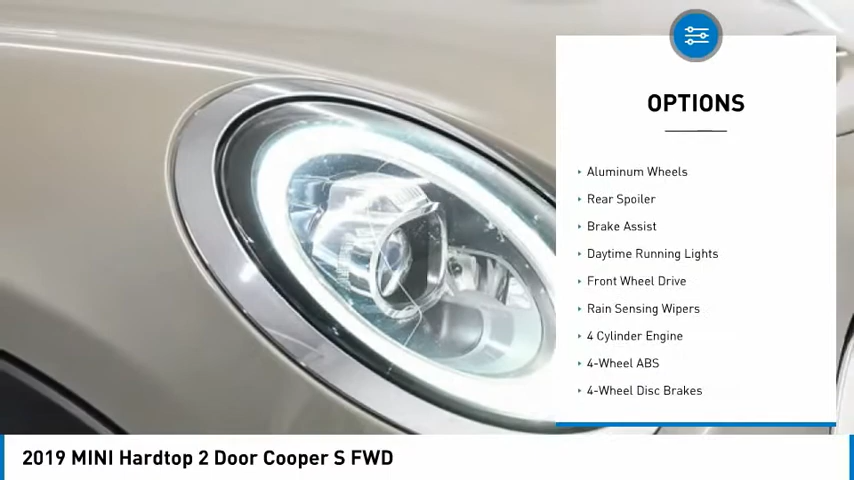 OPTIONS
Aluminum Wheels
Rear Spoiler
Brake Assist
Daytime Running Lights
Front Wheel Drive
Rain Sensing Wipers
4 Cylinder Engine
4-Wheel ABS
4-Wheel Disc Brakes
2019 MINI Hardtop 2 Door Cooper S FWD